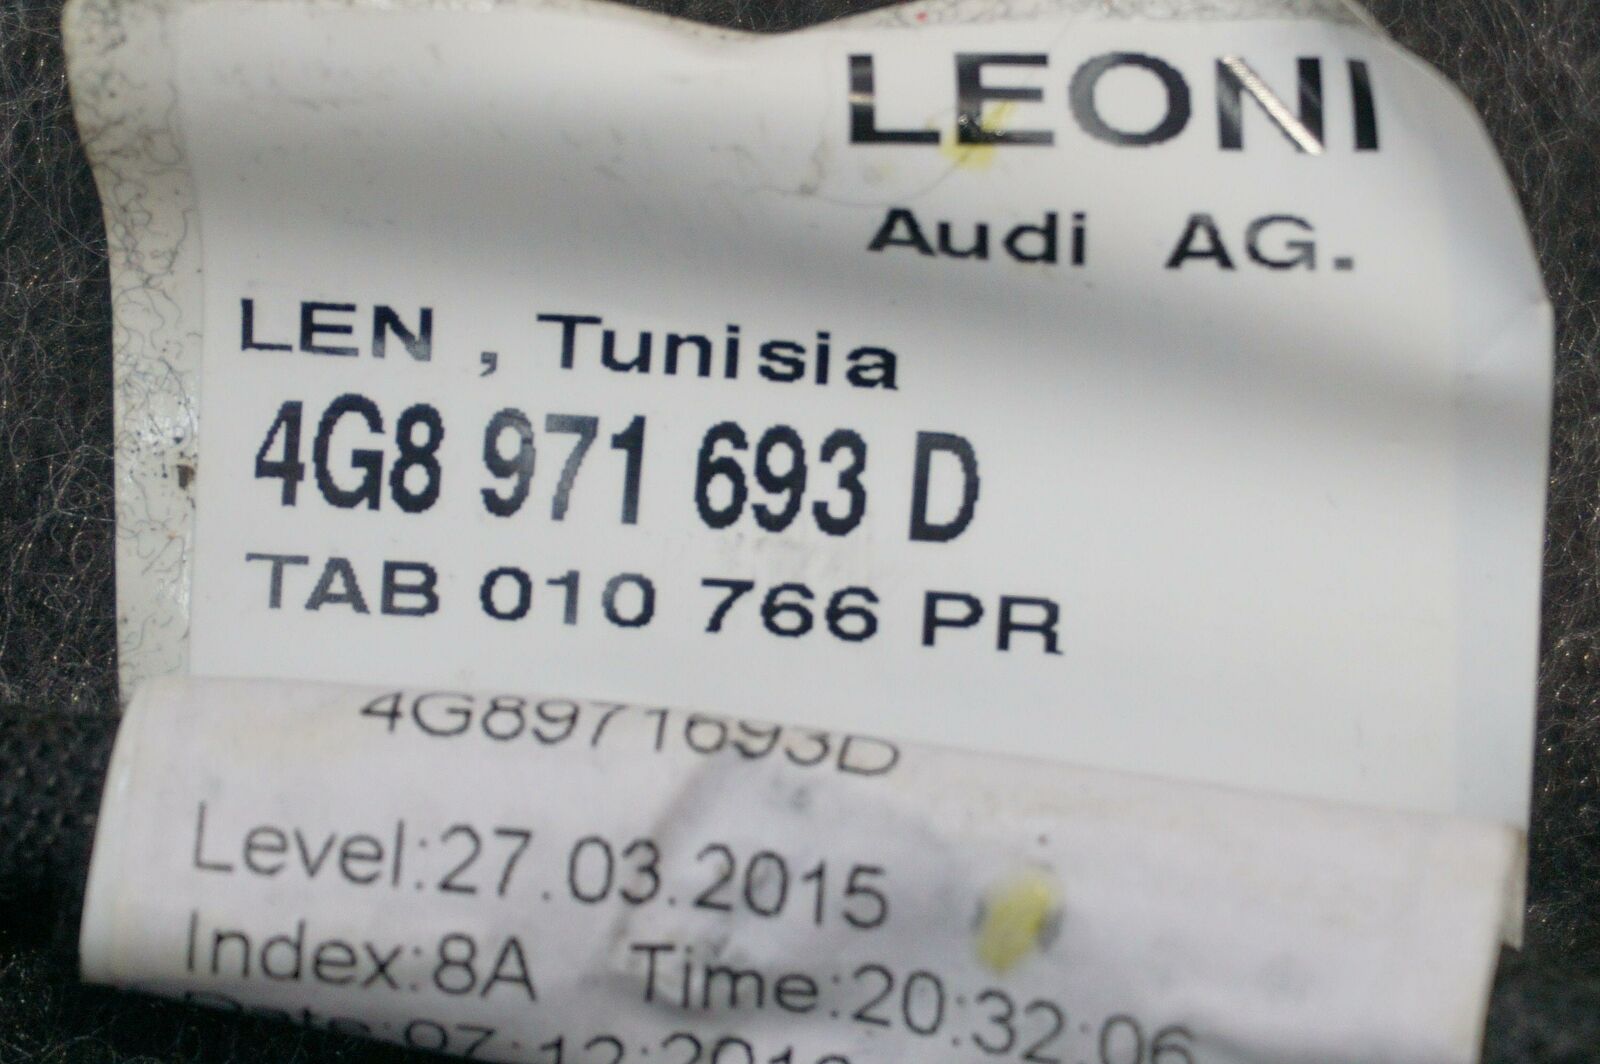 LEONI
Audi AG.
LEN , Tunisia
4G8 971 693 D
TAB 010 766 PR
4G8971693D
Level:27.03.2015
Index:8A Time:20:32:06